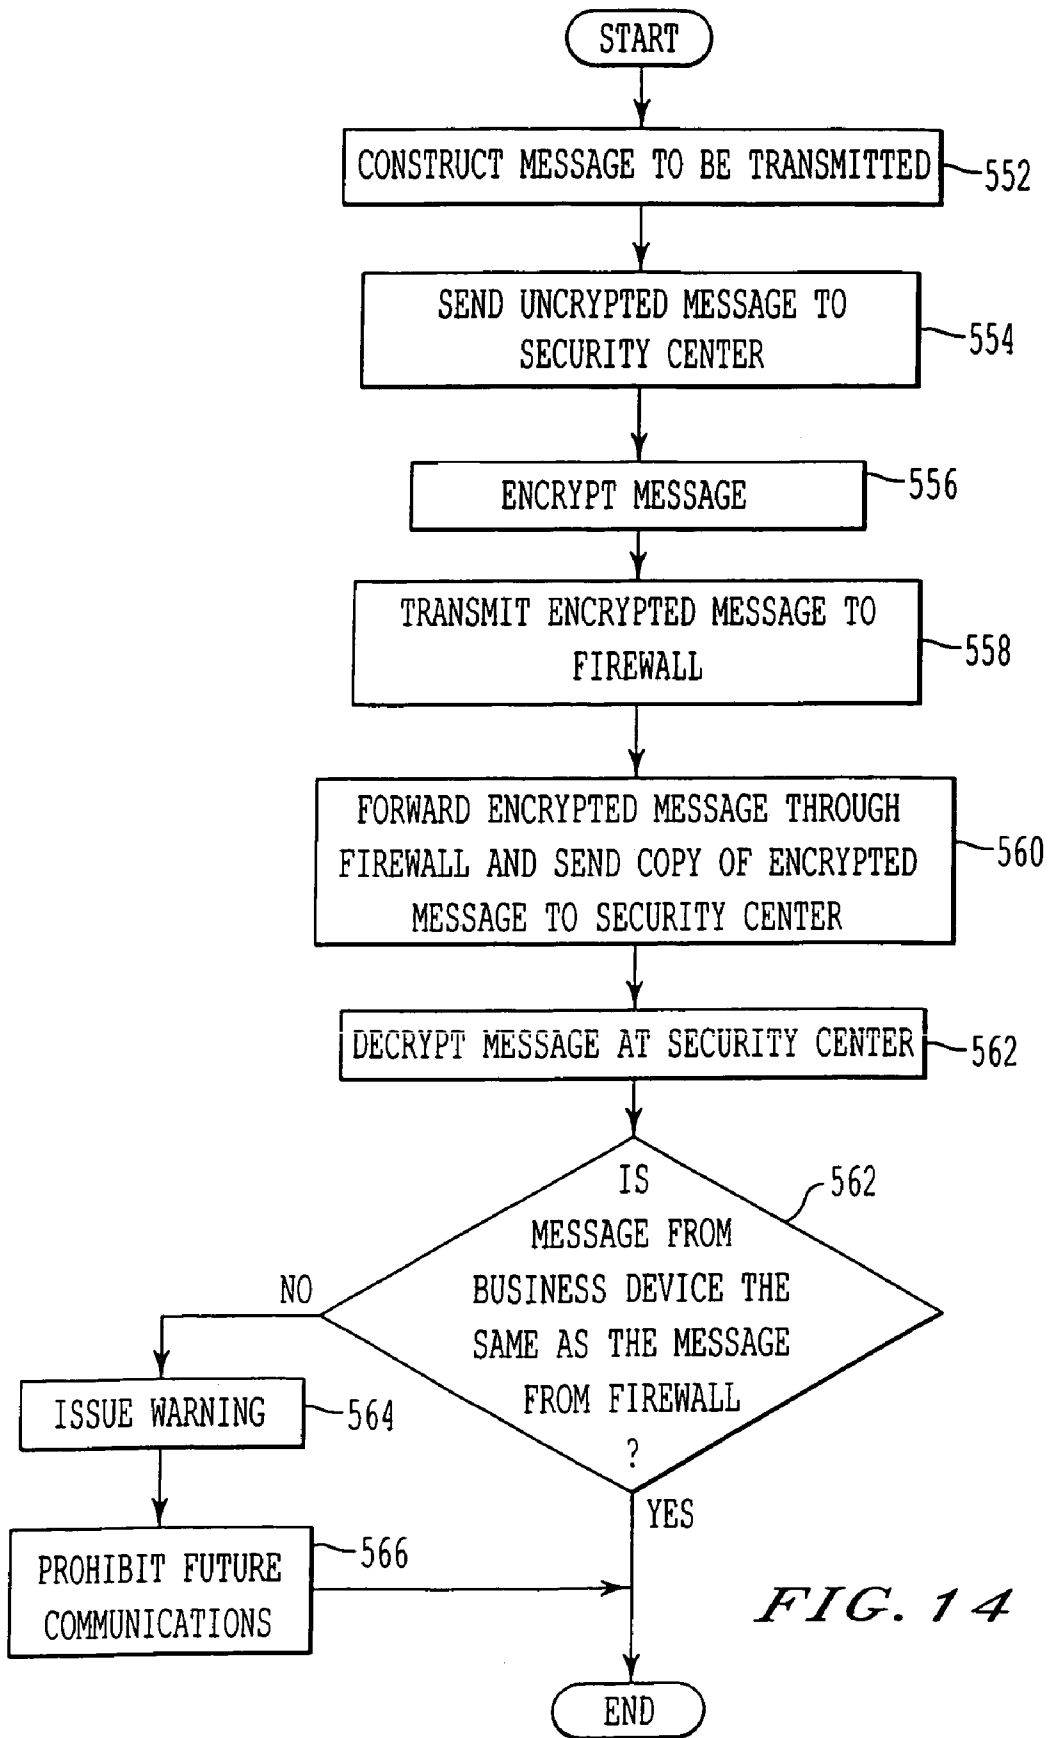 START
CONSTRUCT MESSAGE TO BE TRANSMITTED
552
SEND UNCRYPTED MESSAGE TO
SECURITY CENTER
554
ENCRYPT MESSAGE
556
TRANSMIT ENCRYPTED MESSAGE TO
FIREWALL
558
FORWARD ENCRYPTED MESSAGE THROUGH
FIREWALL AND SEND COPY OF ENCRYPTED
MESSAGE TO SECURITY CENTER
560
DECRYPT MESSAGE AT SECURITY CENTER
562
IS
MESSAGE FROM
BUSINESS DEVICE THE
SAME AS THE MESSAGE
FROM FIREWALL
?
562
NO
ISSUE WARNING
564
YES
PROHIBIT FUTURE
COMMUNICATIONS
566
FIG. 14
END